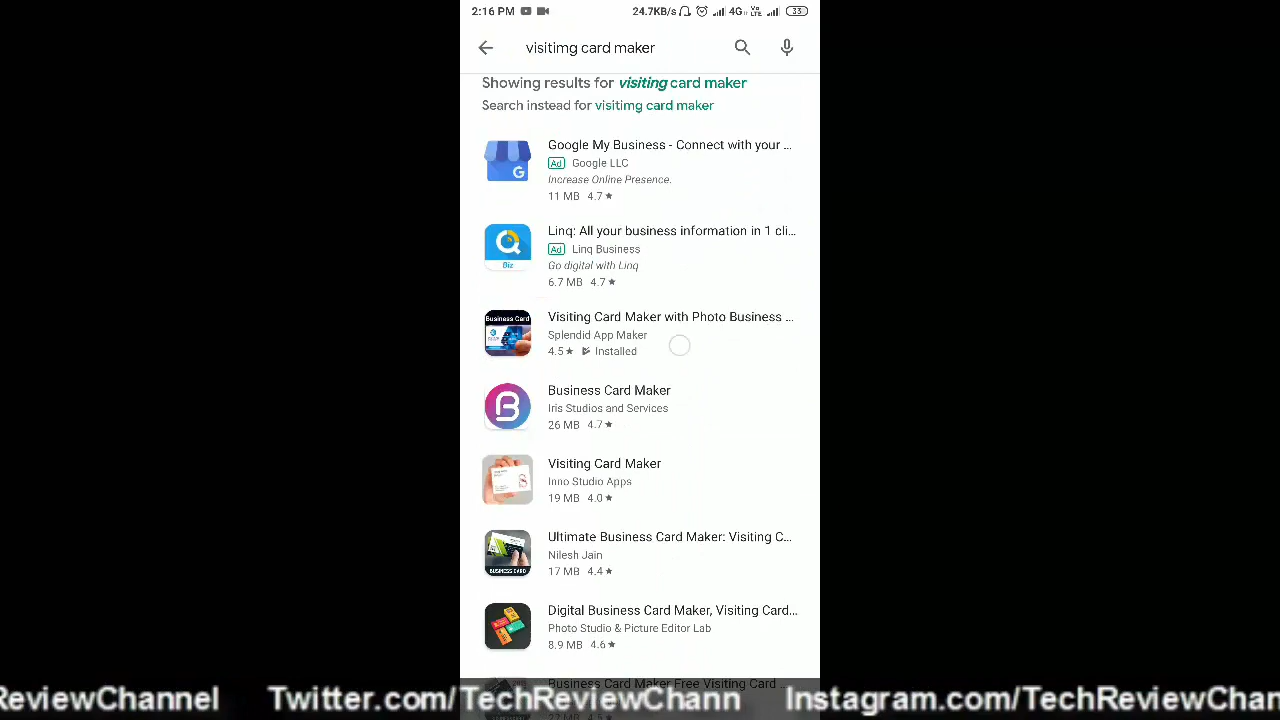 2:16 PM
24.7KB/s 4G Vo LTE 33
visitimg card maker
Showing results for visiting card maker
Search instead for visitimg card maker
Google My Business - Connect with your ...
Ad Google LLC
Increase Online Presence.
11 MB 4.7★
Linq: All your business information in 1 cli...
Ad Linq Business
Go digital with Linq
Biz
6.7 MB 4.7★
Business Card
Visiting Card Maker with Photo Business ...
Splendid App Maker
4.5★ Installed
Business Card Maker
Iris Studios and Services
26 MB 4.7★
Visiting Card Maker
Inno Studio Apps
19 MB 4.0★
Ultimate Business Card Maker: Visiting C...
Nilesh Jain
BUSINESS CARD
17 MB 4.4★
Digital Business Card Maker, Visiting Card...
Photo Studio & Picture Editor Lab
8.9 MB 4.6★
Business Card Maker Free Visiting Card ...
ReviewChannel Twitter.com/TechReviewChann Instagram.com/TechReviewChan